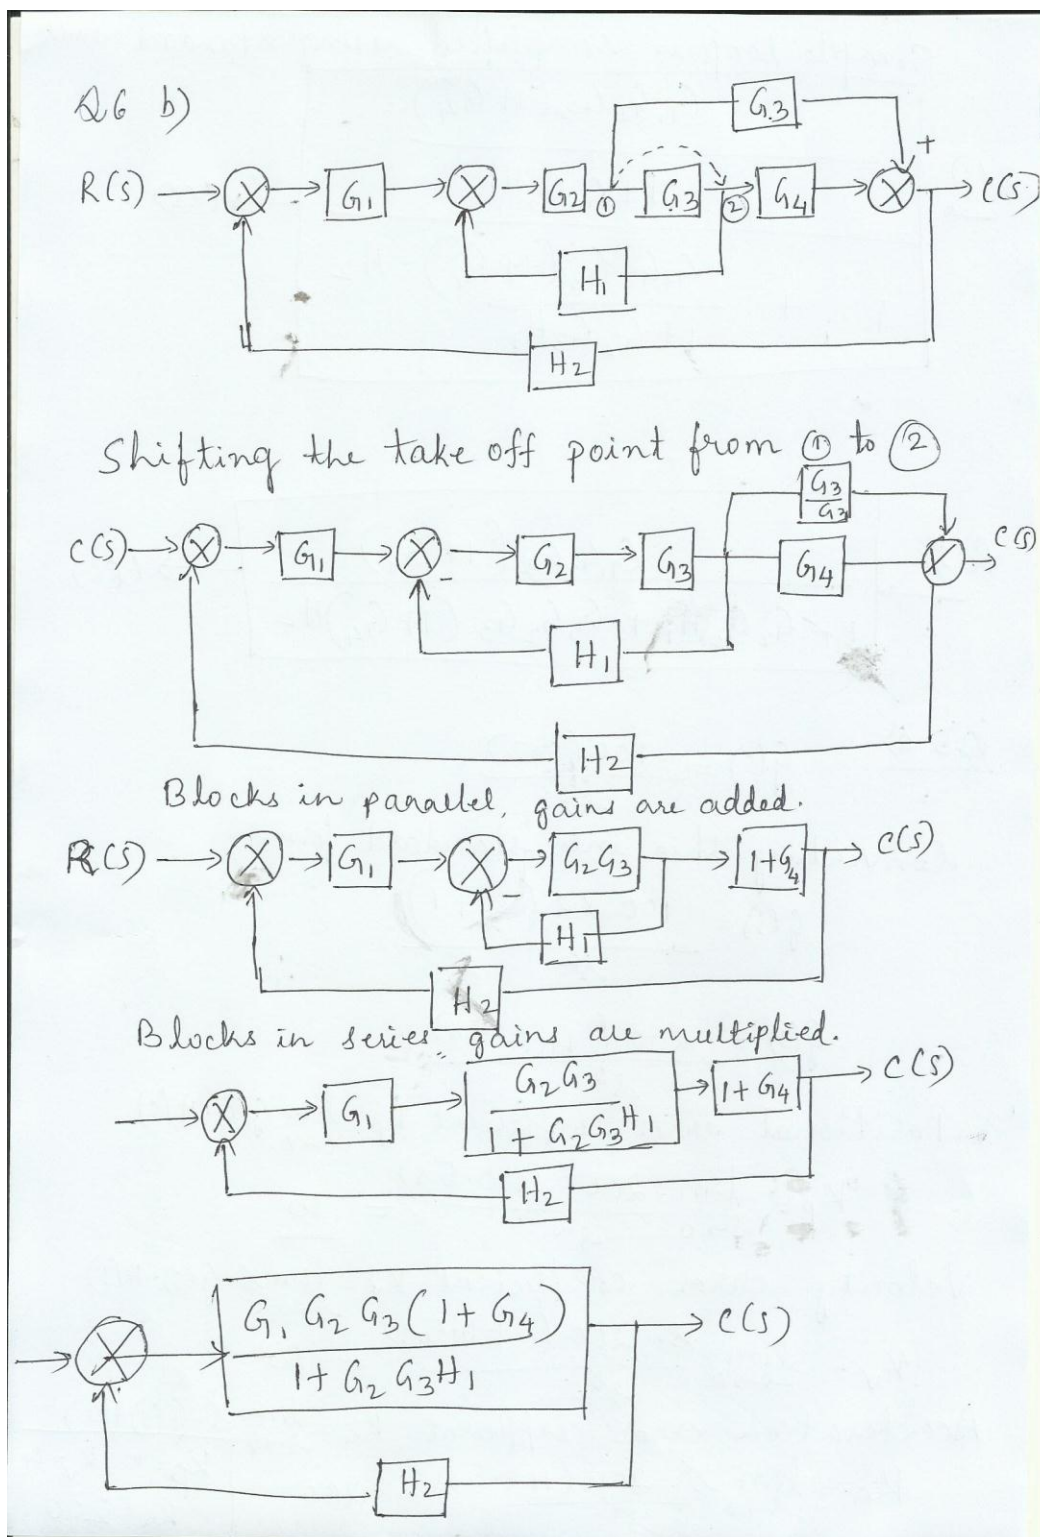 Q6 b)
G3
+
R(s) G1 G2 ① G3 ② G4 C(s)
H1
H2
Shifting the take off point from ① to ②
G3
G3
C(s) G1 - G2 G3 G4 C(s)
H1
H2
Blocks in parallel, gains are added.
R(s) G1 - G2G3 1+G4 C(s)
H1
H2
Blocks in series, gains are multiplied.
G1 G2G3 1+G4 C(s)
1+G2G3H1
H2
G1 G2 G3(1+G4) C(s)
1+G2 G3H1
H2